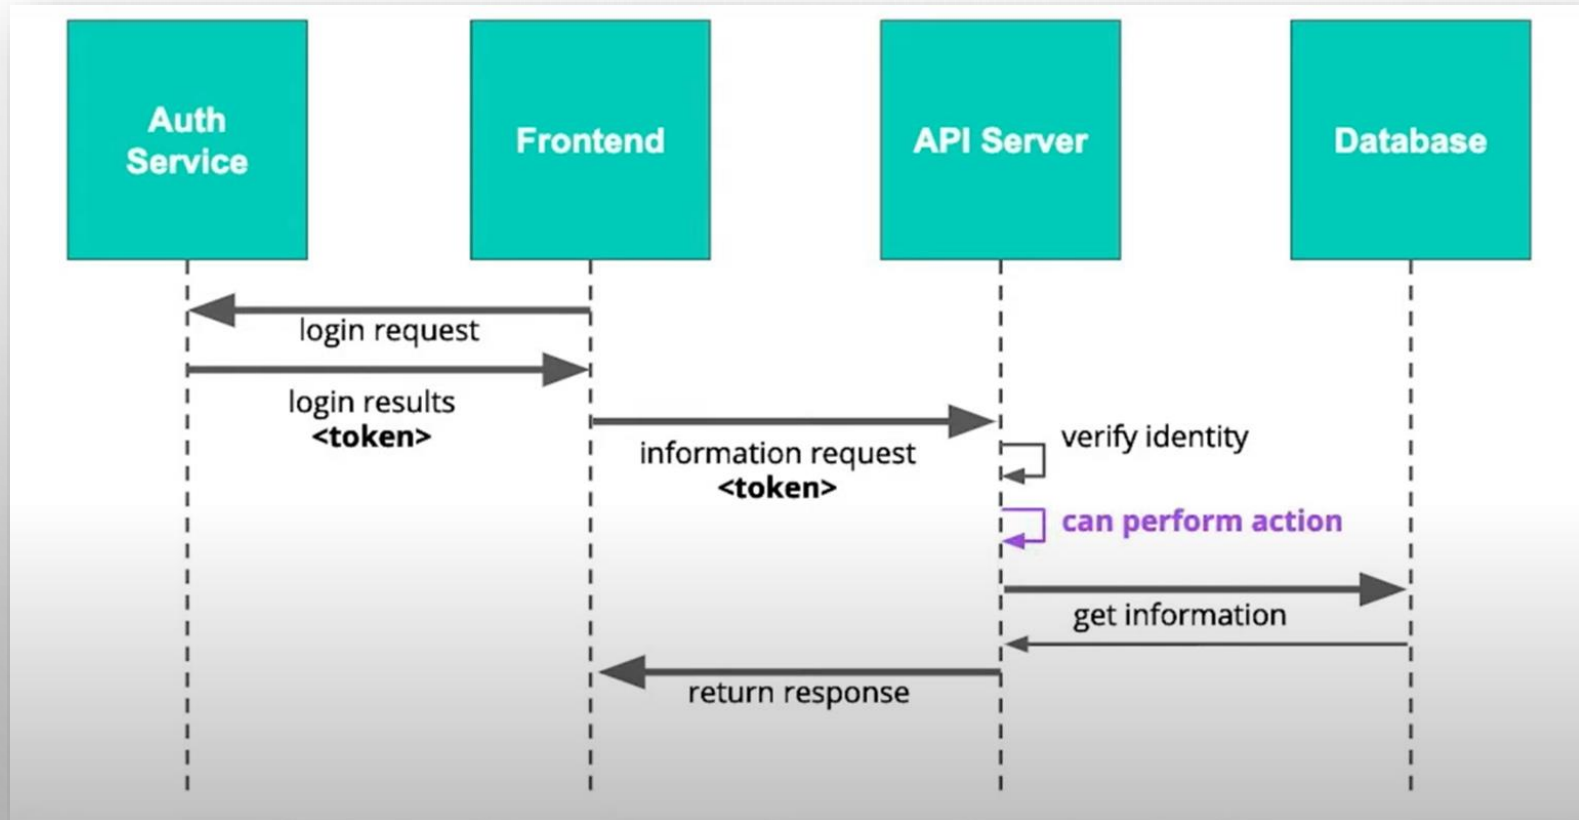 Auth
Service
Frontend
API Server
Database
login request
login results
<token>
information request
<token>
verify identity
can perform action
get information
return response